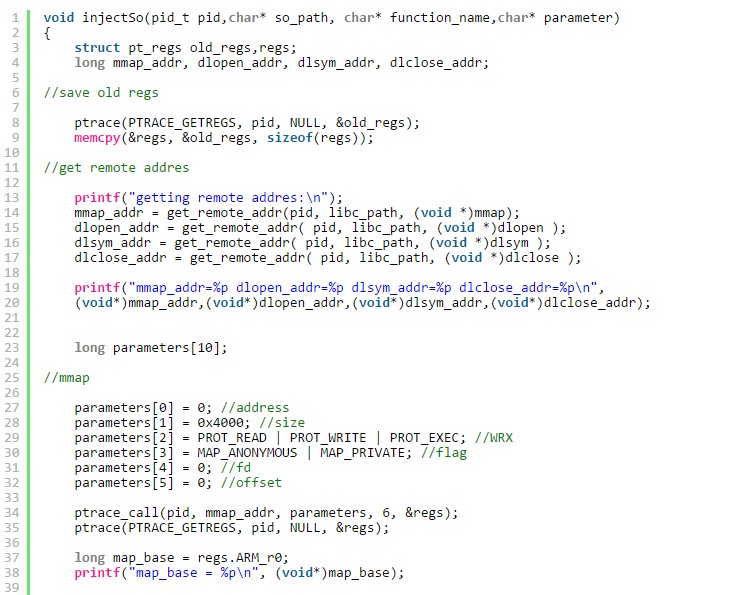 1 void injectSo(pid_t pid,char* so_path, char* function_name,char* parameter)
2 {
3     struct pt_regs old_regs,regs;
4     long mmap_addr, dlopen_addr, dlsym_addr, dlclose_addr;
5
6 //save old regs
7
8     ptrace(PTRACE_GETREGS, pid, NULL, &old_regs);
9     memcpy(&regs, &old_regs, sizeof(regs));
10
11 //get remote addres
12
13     printf("getting remote addres:\n");
14     mmap_addr = get_remote_addr(pid, libc_path, (void *)mmap);
15     dlopen_addr = get_remote_addr( pid, libc_path, (void *)dlopen );
16     dlsym_addr = get_remote_addr( pid, libc_path, (void *)dlsym );
17     dlclose_addr = get_remote_addr( pid, libc_path, (void *)dlclose );
18
19     printf("mmap_addr=%p dlopen_addr=%p dlsym_addr=%p dlclose_addr=%p\n",
20     (void*)mmap_addr,(void*)dlopen_addr,(void*)dlsym_addr,(void*)dlclose_addr);
21
22
23     long parameters[10];
24
25 //mmap
26
27     parameters[0] = 0; //address
28     parameters[1] = 0x4000; //size
29     parameters[2] = PROT_READ | PROT_WRITE | PROT_EXEC; //WRX
30     parameters[3] = MAP_ANONYMOUS | MAP_PRIVATE; //flag
31     parameters[4] = 0; //fd
32     parameters[5] = 0; //offset
33
34     ptrace_call(pid, mmap_addr, parameters, 6, &regs);
35     ptrace(PTRACE_GETREGS, pid, NULL, &regs);
36
37     long map_base = regs.ARM_r0;
38     printf("map_base = %p\n", (void*)map_base);
39